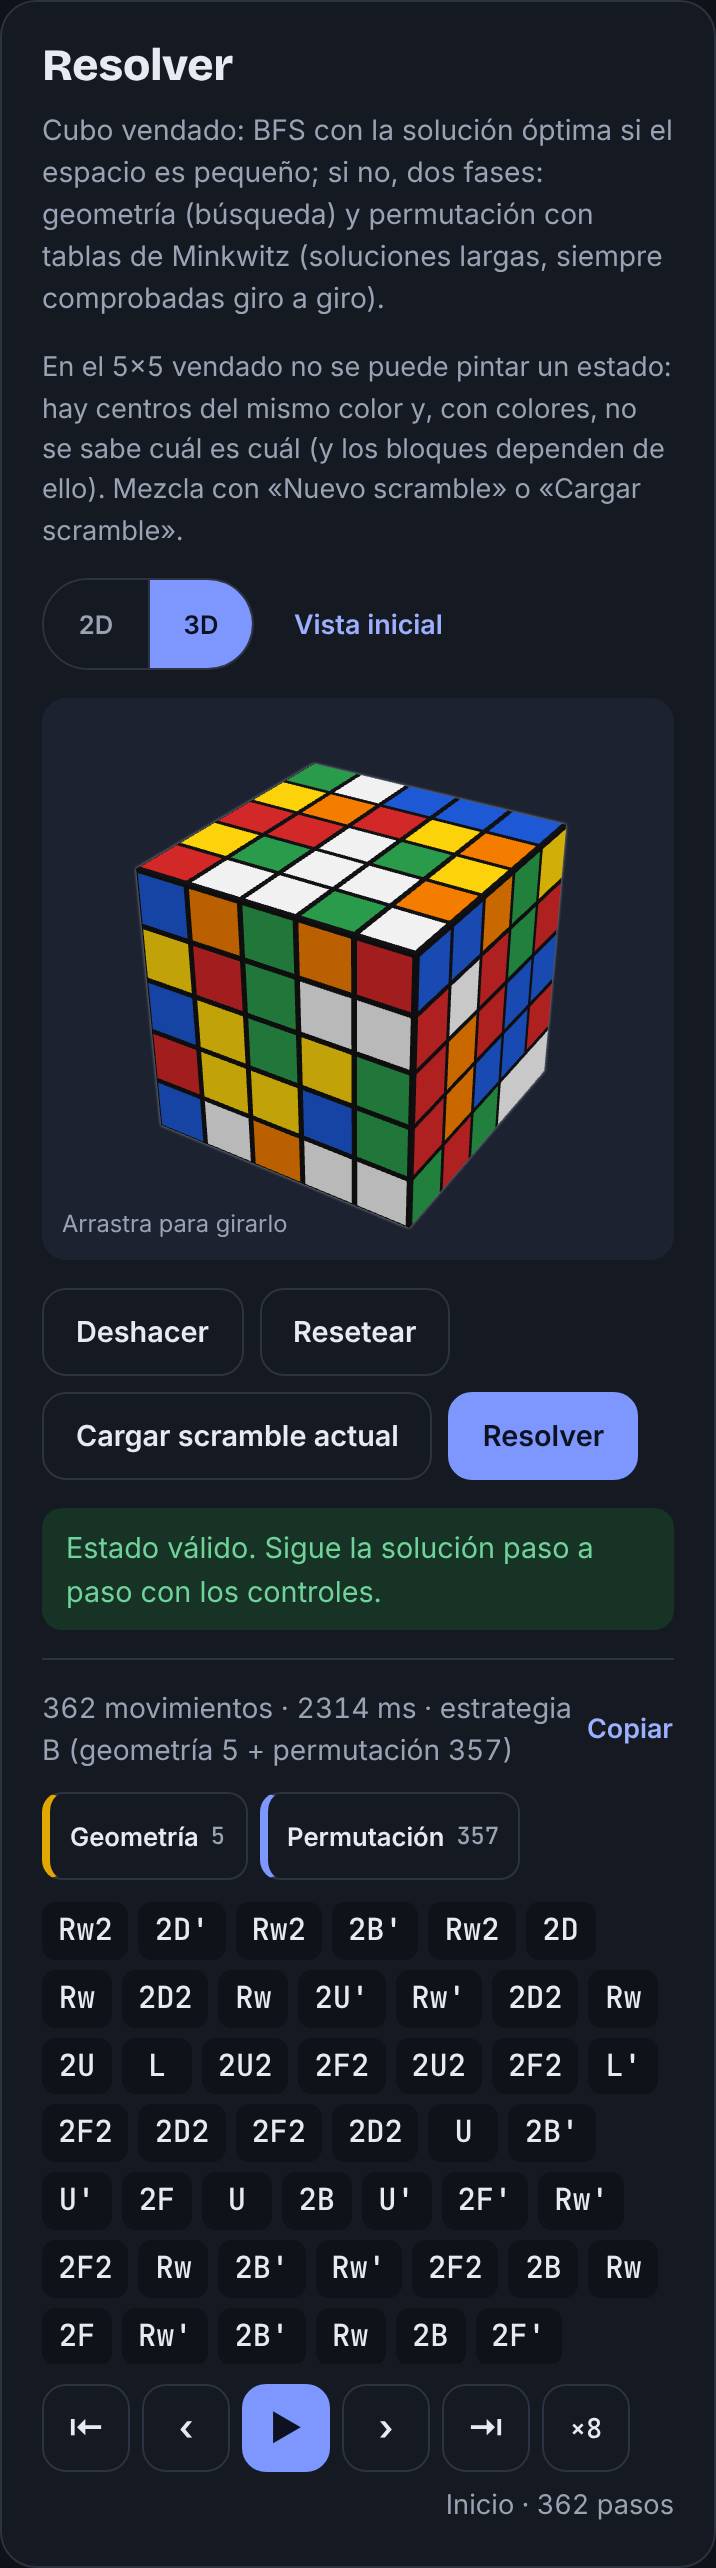 Resolver
Cubo vendado: BFS con la solución óptima si el
espacio es pequeño; si no, dos fases:
geometría (búsqueda) y permutación con
tablas de Minkwitz (soluciones largas, siempre
comprobadas giro a giro).
En el 5×5 vendado no se puede pintar un estado:
hay centros del mismo color y, con colores, no
se sabe cuál es cuál (y los bloques dependen de
ello). Mezcla con «Nuevo scramble» o «Cargar
scramble».
2D 3D Vista inicial
Arrastra para girarlo
Deshacer Resetear
Cargar scramble actual Resolver
Estado válido. Sigue la solución paso a
paso con los controles.
362 movimientos · 2314 ms · estrategia
B (geometría 5 + permutación 357)
Copiar
Geometría 5 Permutación 357
Rw2 2D' Rw2 2B' Rw2 2D
Rw 2D2 Rw 2U' Rw' 2D2 Rw
2U L 2U2 2F2 2U2 2F2 L'
2F2 2D2 2F2 2D2 U 2B'
U' 2F U 2B U' 2F' Rw'
2F2 Rw 2B' Rw' 2F2 2B Rw
2F Rw' 2B' Rw 2B 2F'
×8
Inicio · 362 pasos